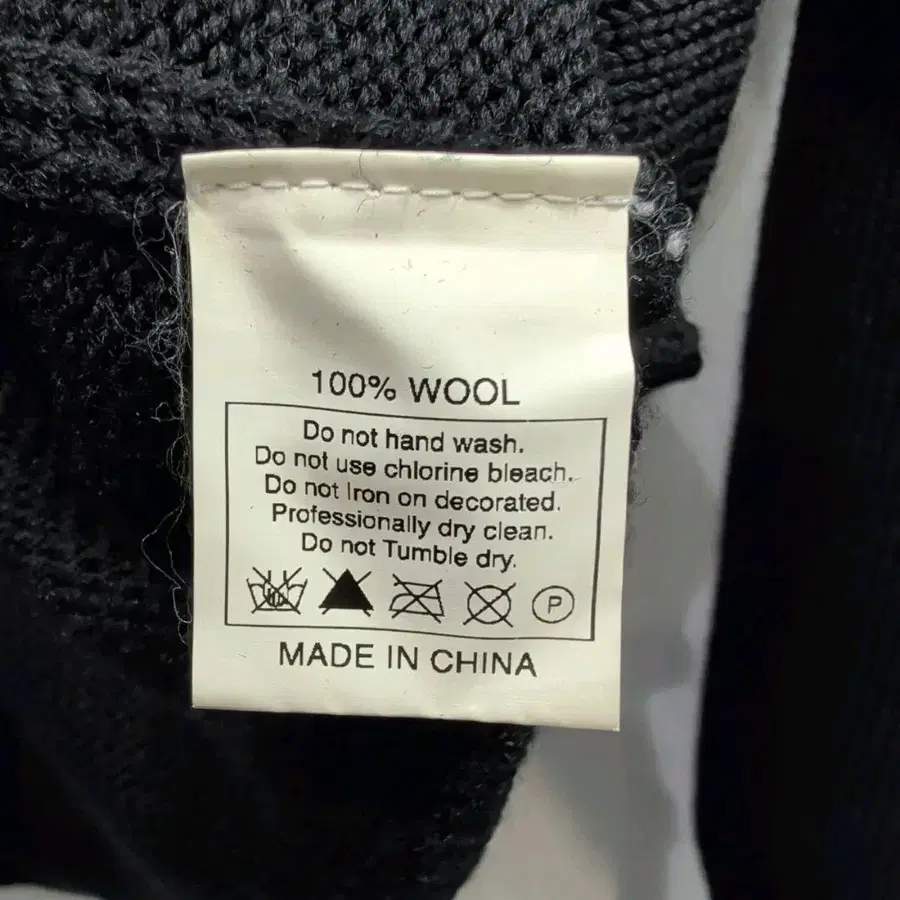 100% WOOL
Do not hand wash.
Do not use chlorine bleach.
Do not Iron on decorated.
Professionally dry clean.
Do not Tumble dry.
P
MADE IN CHINA